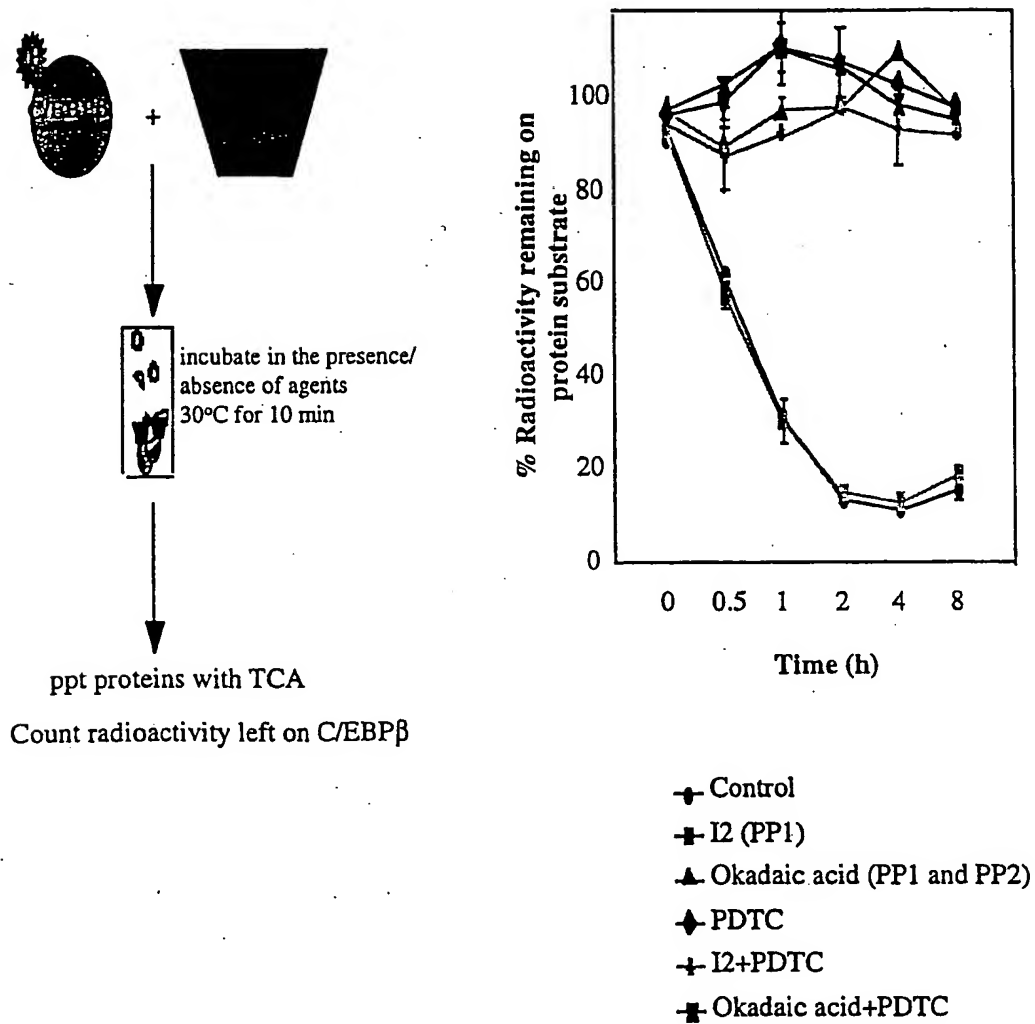 C/EBPβ
+
incubate in the presence/
absence of agents
30°C for 10 min
ppt proteins with TCA
Count radioactivity left on C/EBPβ
% Radioactivity remaining on
protein substrate
100
80
60
40
20
0
0 0.5 1 2 4 8
Time (h)
Control
I2 (PP1)
Okadaic acid (PP1 and PP2)
PDTC
I2+PDTC
Okadaic acid+PDTC